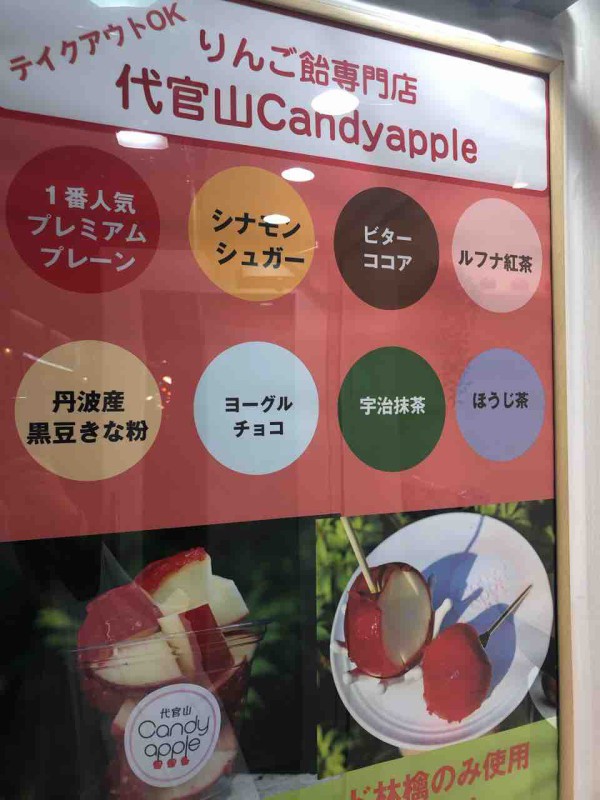 テイクアウトOK
りんご飴専門店
代官山Candyapple
1番人気
プレミアム
プレーン
シナモン
シュガー
ビター
ココア
ルフナ紅茶
丹波産
黒豆きな粉
ヨーグル
チョコ
宇治抹茶
ほうじ茶
代官山
Candy
apple
ド林檎のみ使用